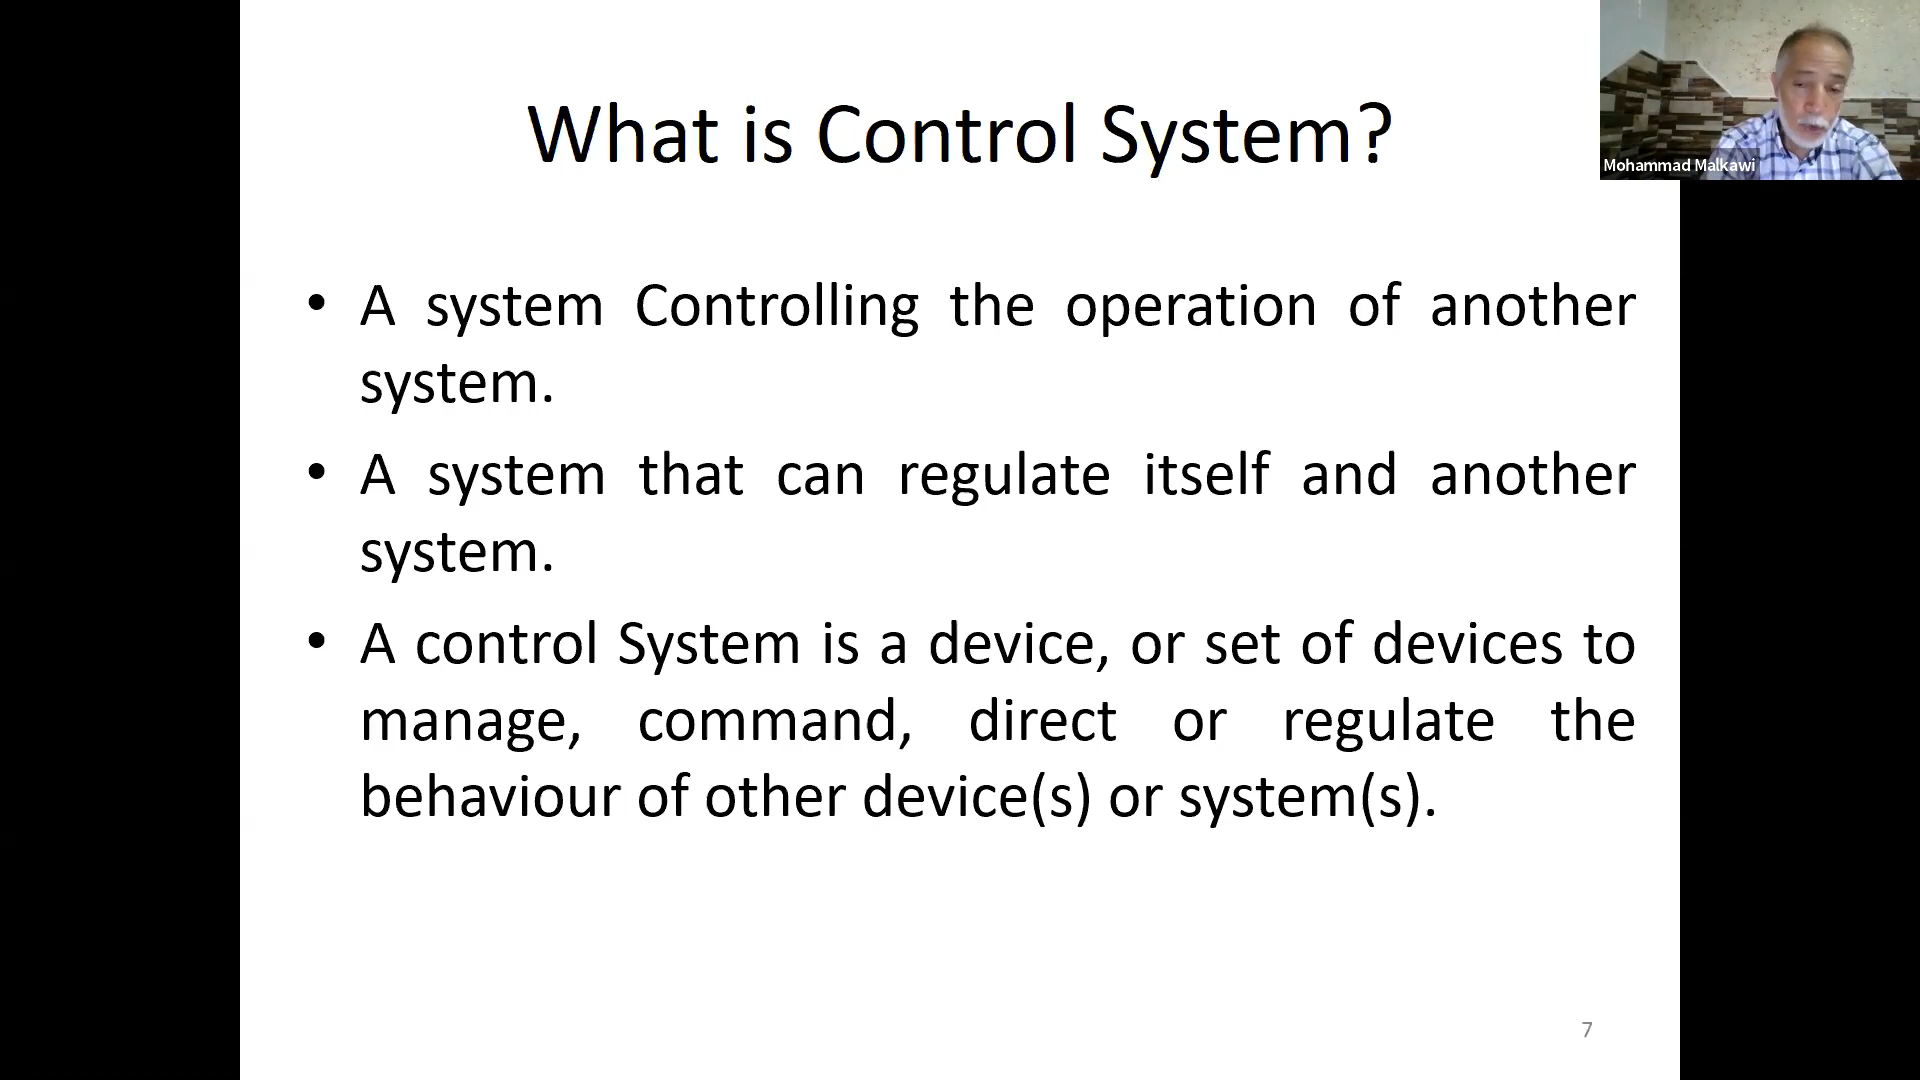 What is Control System?
Mohammad Malkawi
• A system Controlling the operation of another
system.
• A system that can regulate itself and another
system.
• A control System is a device, or set of devices to
manage, command, direct or regulate the
behaviour of other device(s) or system(s).
7